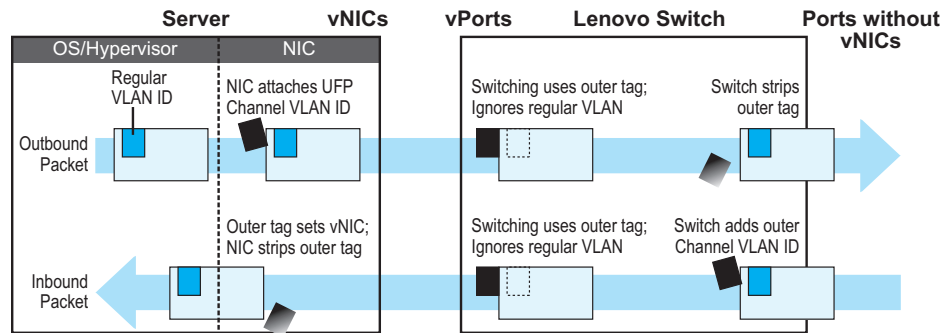 Server
vNICs
vPorts
Lenovo Switch
Ports without
vNICs
OS/Hypervisor
NIC
Regular
VLAN ID
NIC attaches UFP
Channel VLAN ID
Switching uses outer tag;
Ignores regular VLAN
Switch strips
outer tag
Outbound
Packet
Outer tag sets vNIC;
NIC strips outer tag
Switching uses outer tag;
Ignores regular VLAN
Switch adds outer
Channel VLAN ID
Inbound
Packet